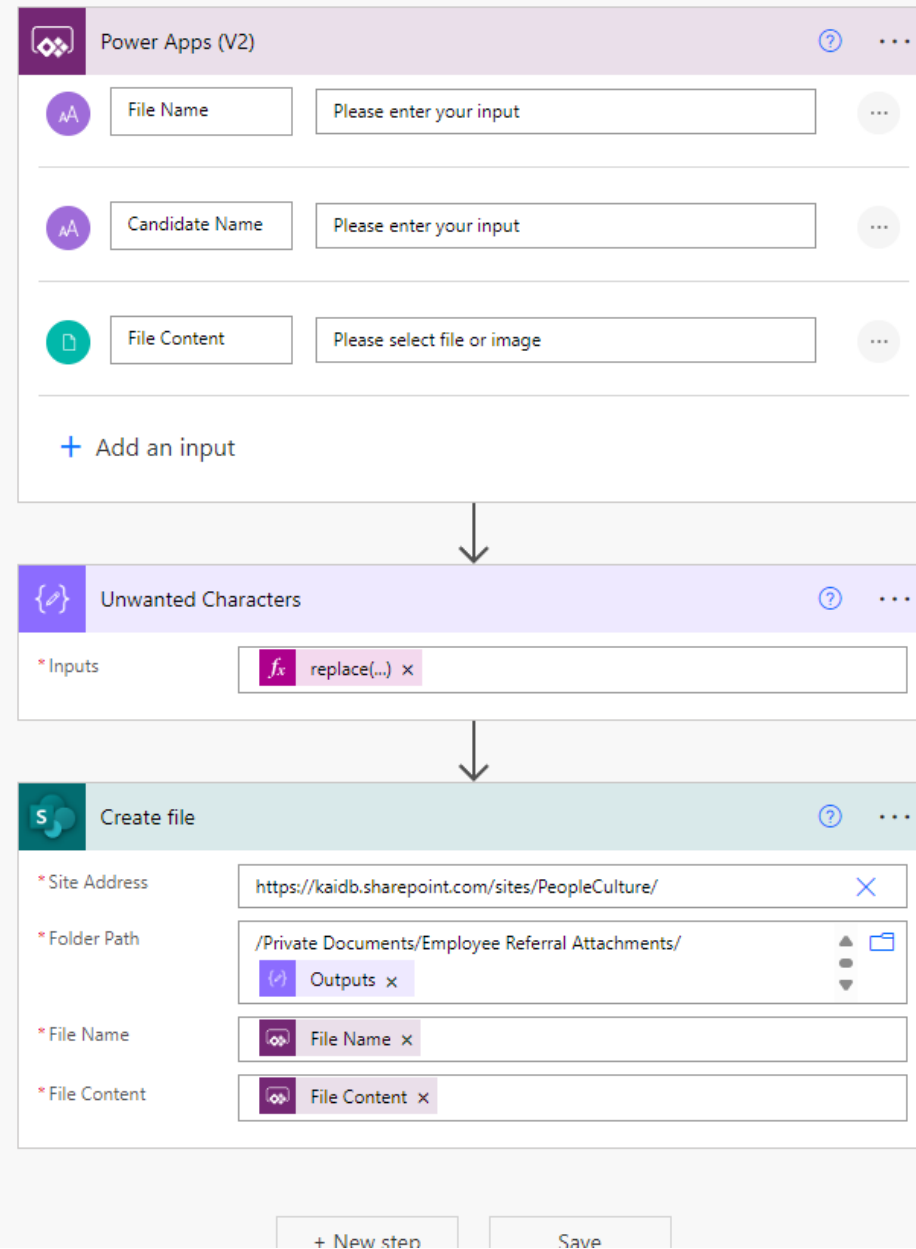 Power Apps (V2)
File Name Please enter your input
Candidate Name Please enter your input
File Content Please select file or image
+ Add an input
Unwanted Characters
* Inputs fx replace(...) ×
S Create file
* Site Address https://kaidb.sharepoint.com/sites/PeopleCulture/
* Folder Path /Private Documents/Employee Referral Attachments/
Outputs ×
* File Name File Name ×
* File Content File Content ×
+ New step Save